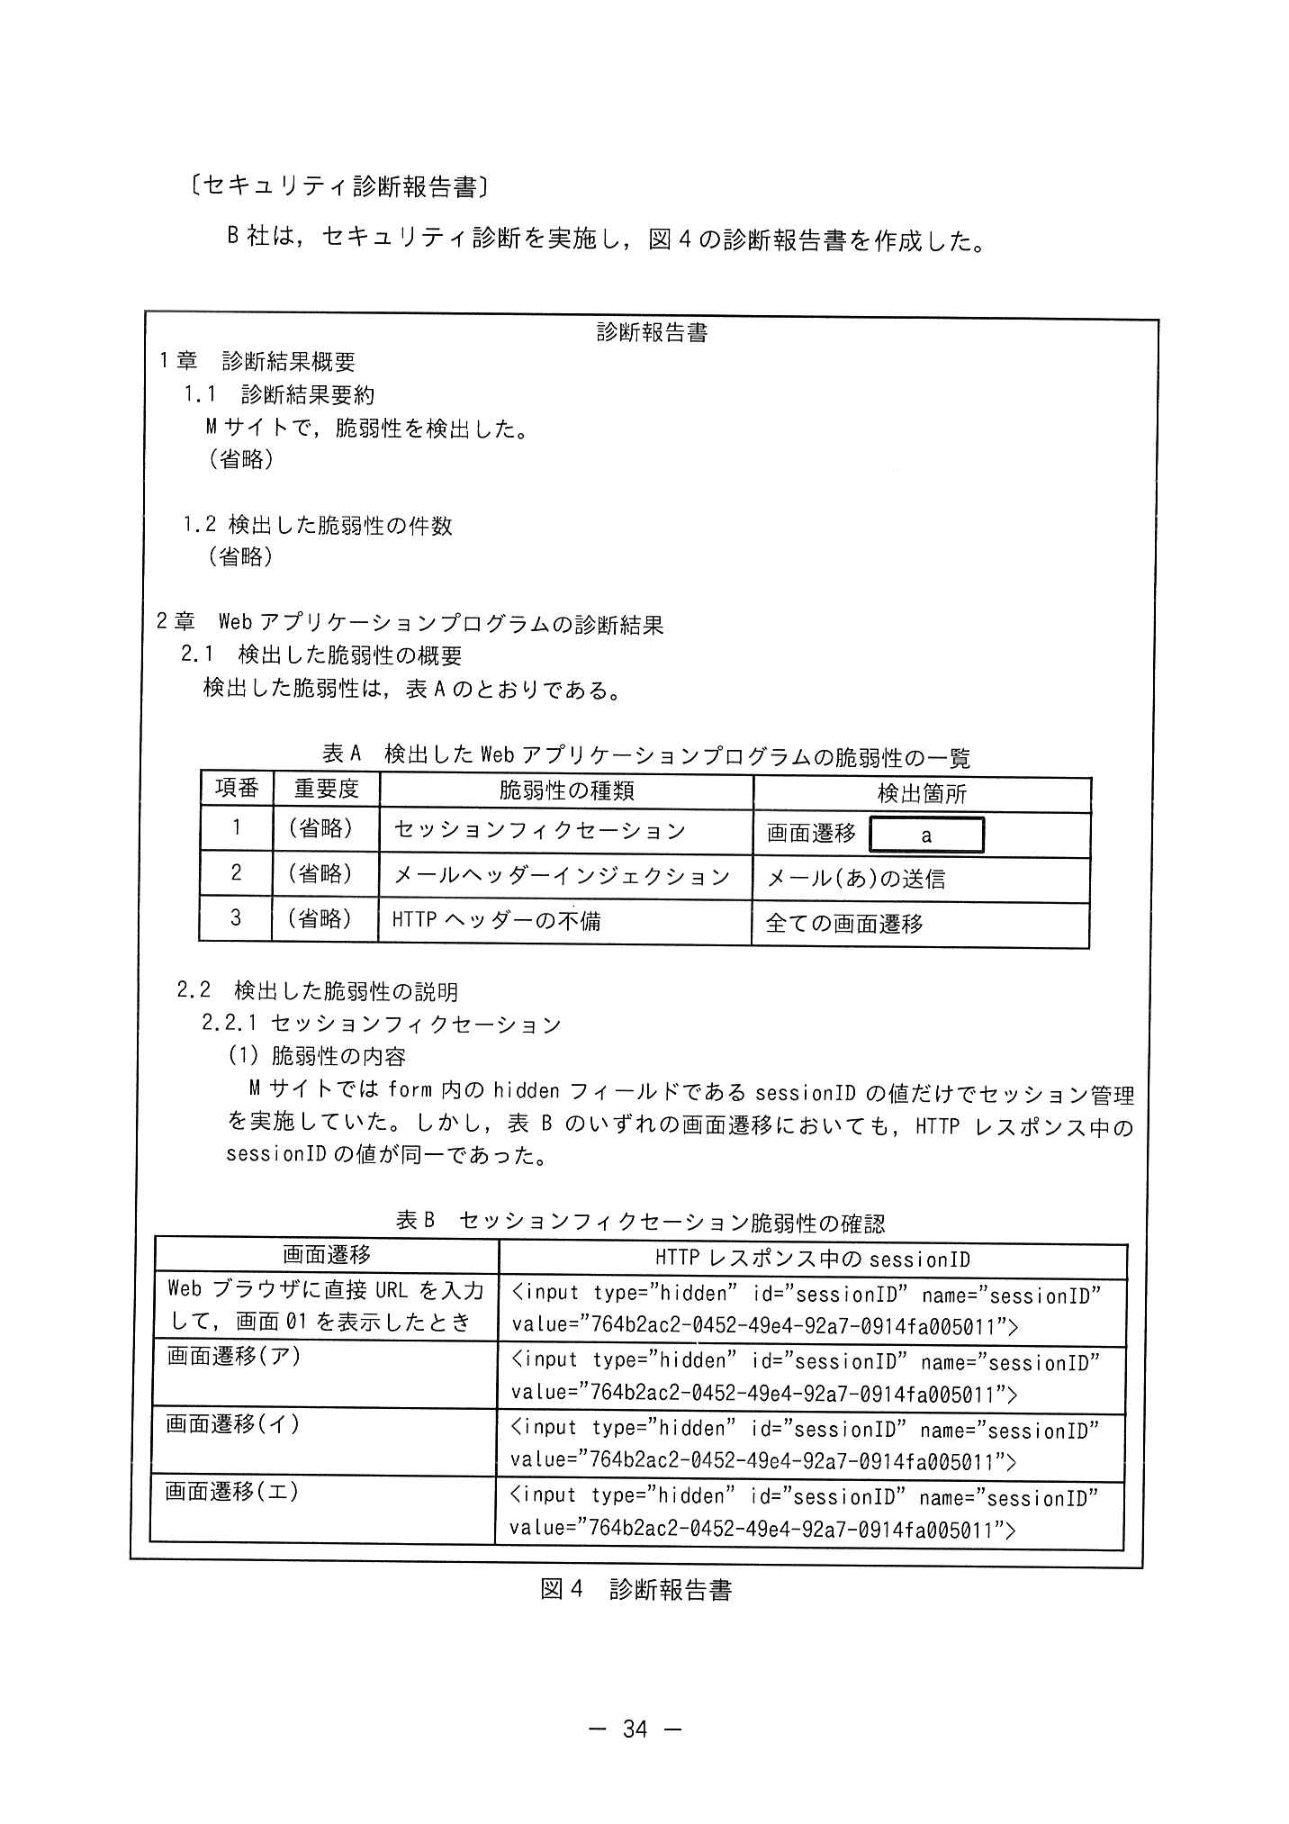 〔セキュリティ診断報告書〕
B社は，セキュリティ診断を実施し，図4の診断報告書を作成した。
診断報告書
1章　診断結果概要
1.1　診断結果要約
Mサイトで，脆弱性を検出した。
（省略）
1.2 検出した脆弱性の件数
（省略）
2章　Webアプリケーションプログラムの診断結果
2.1　検出した脆弱性の概要
検出した脆弱性は，表Aのとおりである。
表A　検出したWebアプリケーションプログラムの脆弱性の一覧
項番 重要度 脆弱性の種類 検出箇所
1 （省略） セッションフィクセーション 画面遷移 a
2 （省略） メールヘッダーインジェクション メール(あ)の送信
3 （省略） HTTPヘッダーの不備 全ての画面遷移
2.2　検出した脆弱性の説明
2.2.1 セッションフィクセーション
(1) 脆弱性の内容
Mサイトではform内のhiddenフィールドであるsessionIDの値だけでセッション管理
を実施していた。しかし，表Bのいずれの画面遷移においても，HTTPレスポンス中の
sessionIDの値が同一であった。
表B　セッションフィクセーション脆弱性の確認
画面遷移 HTTPレスポンス中のsessionID
Webブラウザに直接URLを入力 <input type="hidden" id="sessionID" name="sessionID"
して，画面01を表示したとき value="764b2ac2-0452-49e4-92a7-0914fa005011">
画面遷移(ア) <input type="hidden" id="sessionID" name="sessionID"
value="764b2ac2-0452-49e4-92a7-0914fa005011">
画面遷移(イ) <input type="hidden" id="sessionID" name="sessionID"
value="764b2ac2-0452-49e4-92a7-0914fa005011">
画面遷移(エ) <input type="hidden" id="sessionID" name="sessionID"
value="764b2ac2-0452-49e4-92a7-0914fa005011">
図4　診断報告書
－ 34 －